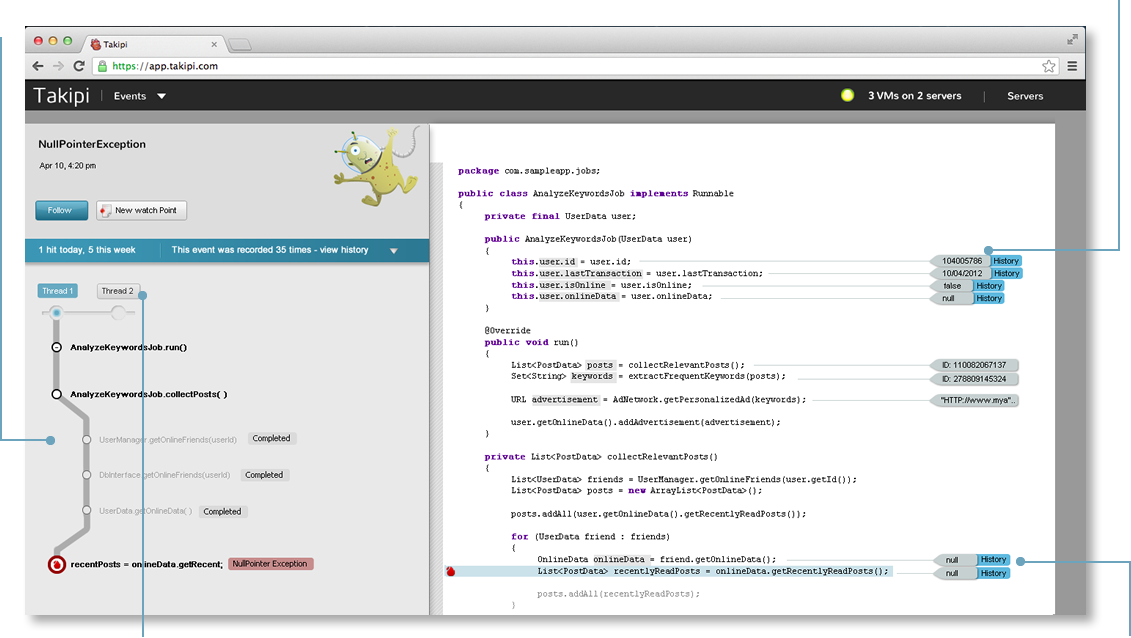 Takipi
https://app.takipi.com
Takipi Events 3 VMs on 2 servers Servers
NullPointerException
Apr 10, 4:20 pm
Follow New watch Point
1 hit today, 5 this week This event was recorded 35 times - view history
Thread 1 Thread 2
AnalyzeKeywordsJob.run()
AnalyzeKeywordsJob.collectPosts( )
UserManager.getOnlineFriends(userId) Completed
DbInterface.getOnlineFriends(userId) Completed
UserData.getOnlineData( ) Completed
recentPosts = onlineData.getRecent; NullPointer Exception
package com.sampleapp.jobs;
public class AnalyzeKeywordsJob implements Runnable
{
private final UserData user;
public AnalyzeKeywordsJob(UserData user)
{
this.user.id = user.id; 104005786 History
this.user.lastTransaction = user.lastTransaction; 10/04/2012 History
this.user.isOnline = user.isOnline; false History
this.user.onlineData = user.onlineData; null History
}
@Override
public void run()
{
List<PostData> posts = collectRelevantPosts(); ID: 110082067137
Set<String> keywords = extractFrequentKeywords(posts); ID: 278809145324
URL advertisement = AdNetwork.getPersonalizedAd(keywords); "HTTP://www.mya"..
user.getOnlineData().addAdvertisement(advertisement);
}
private List<PostData> collectRelevantPosts()
{
List<UserData> friends = UserManager.getOnlineFriends(user.getId());
List<PostData> posts = new ArrayList<PostData>();
posts.addAll(user.getOnlineData().getRecentlyReadPosts());
for (UserData friend : friends)
{
OnlineData onlineData = friend.getOnlineData(); null History
List<PostData> recentlyReadPosts = onlineData.getRecentlyReadPosts(); null History
posts.addAll(recentlyReadPosts);
}